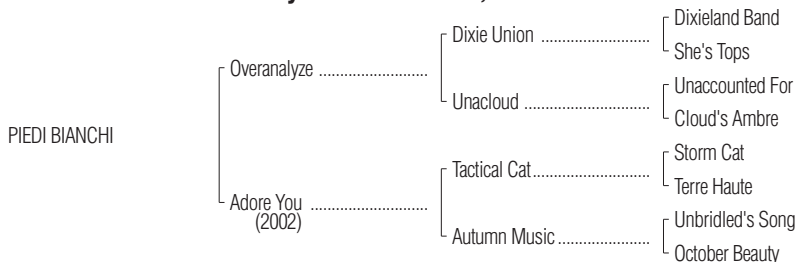 Dixieland Band
Dixie Union ............................
She's Tops
Overanalyze ............................
Unaccounted For
Unacloud ................................
Cloud's Ambre
PIEDI BIANCHI
Storm Cat
Tactical Cat..............................
Terre Haute
Adore You ..............................
(2002)
Unbridled's Song
Autumn Music ........................
October Beauty